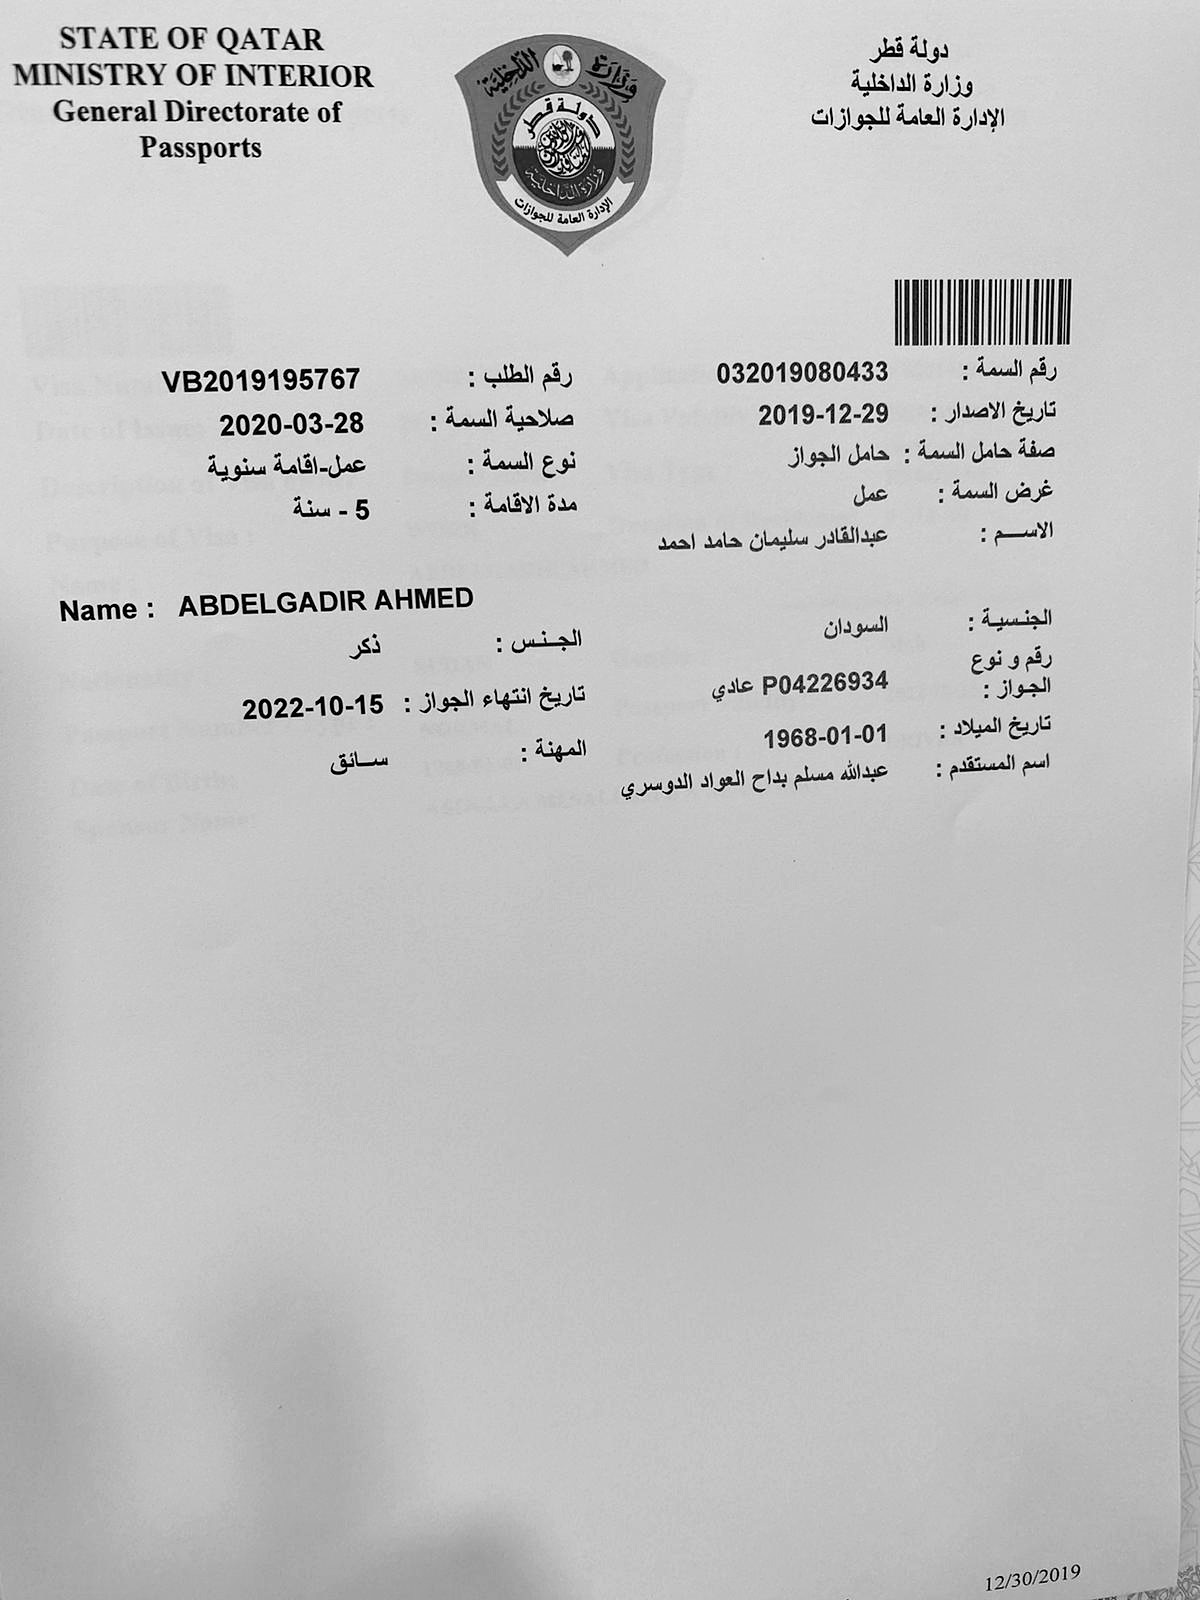 STATE OF QATAR
MINISTRY OF INTERIOR
General Directorate of
Passports
دولة قطر
وزارة الداخلية
الإدارة العامة للجوازات
وزارة الداخلية
دولة قطر
وزارة الداخلية
الإدارة العامة للجوازات
رقم السمة : 032019080433 رقم الطلب : VB2019195767
تاريخ الاصدار : 2019-12-29 صلاحية السمة : 2020-03-28
صفة حامل السمة : حامل الجواز نوع السمة : عمل-اقامة سنوية
غرض السمة : عمل مدة الاقامة : 5 - سنة
الاســـم : عبدالقادر سليمان حامد احمد
Name : ABDELGADIR AHMED
الجنسية : السودان الجـنـس : ذكر
رقم و نوع
الجواز : P04226934 عادي تاريخ انتهاء الجواز : 2022-10-15
تاريخ الميلاد : 1968-01-01 المهنة : ســائق
اسم المستقدم : عبدالله مسلم بداح العواد الدوسري
12/30/2019